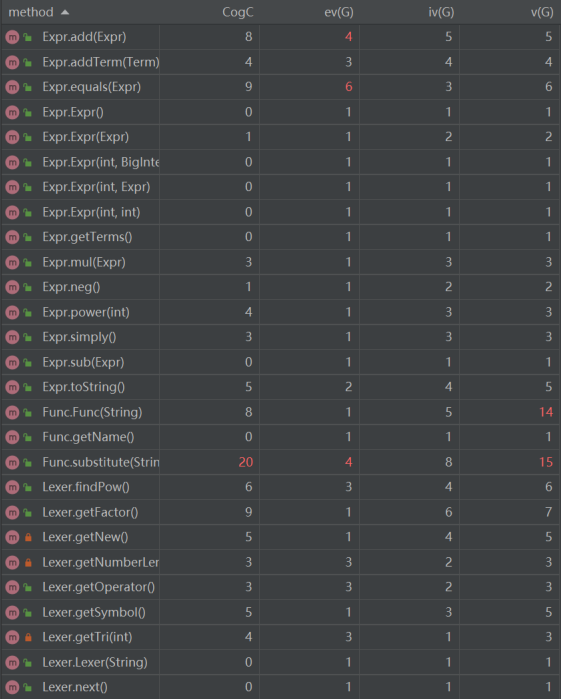 method CogC ev(G) iv(G) v(G)
m Expr.add(Expr) 8 4 5 5
m Expr.addTerm(Term) 4 3 4 4
m Expr.equals(Expr) 9 6 3 6
m Expr.Expr() 0 1 1 1
m Expr.Expr(Expr) 1 1 2 2
m Expr.Expr(int, BigInte 0 1 1 1
m Expr.Expr(int, Expr) 0 1 1 1
m Expr.Expr(int, int) 0 1 1 1
m Expr.getTerms() 0 1 1 1
m Expr.mul(Expr) 3 1 3 3
m Expr.neg() 1 1 2 2
m Expr.power(int) 4 1 3 3
m Expr.simply() 3 1 3 3
m Expr.sub(Expr) 0 1 1 1
m Expr.toString() 5 2 4 5
m Func.Func(String) 8 1 5 14
m Func.getName() 0 1 1 1
m Func.substitute(Strin 20 4 8 15
m Lexer.findPow() 6 3 4 6
m Lexer.getFactor() 9 1 6 7
m Lexer.getNew() 5 1 4 5
m Lexer.getNumberLer 3 3 2 3
m Lexer.getOperator() 3 3 2 3
m Lexer.getSymbol() 5 1 3 5
m Lexer.getTri(int) 4 3 1 3
m Lexer.Lexer(String) 0 1 1 1
m Lexer.next() 0 1 1 1